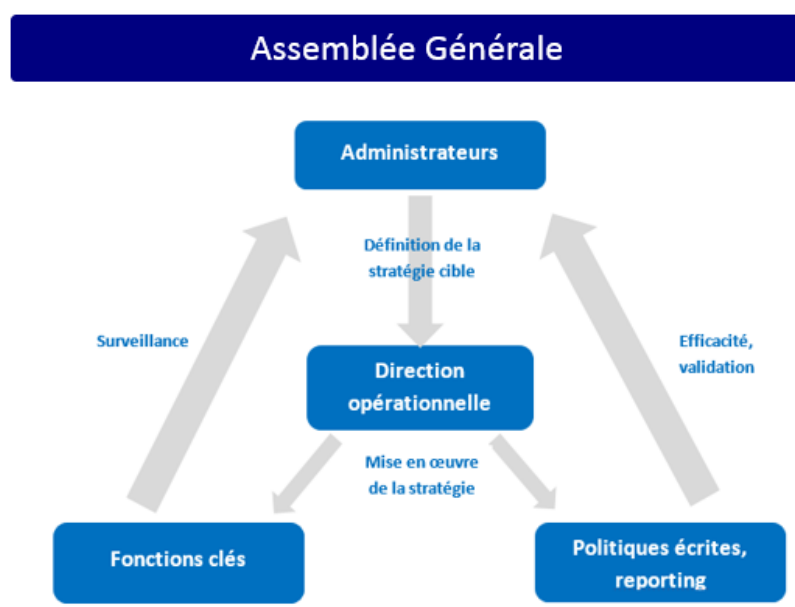 Assemblée Générale
Administrateurs
Définition de la
stratégie cible
Surveillance
Efficacité,
validation
Direction
opérationnelle
Mise en œuvre
de la stratégie
Fonctions clés
Politiques écrites,
reporting